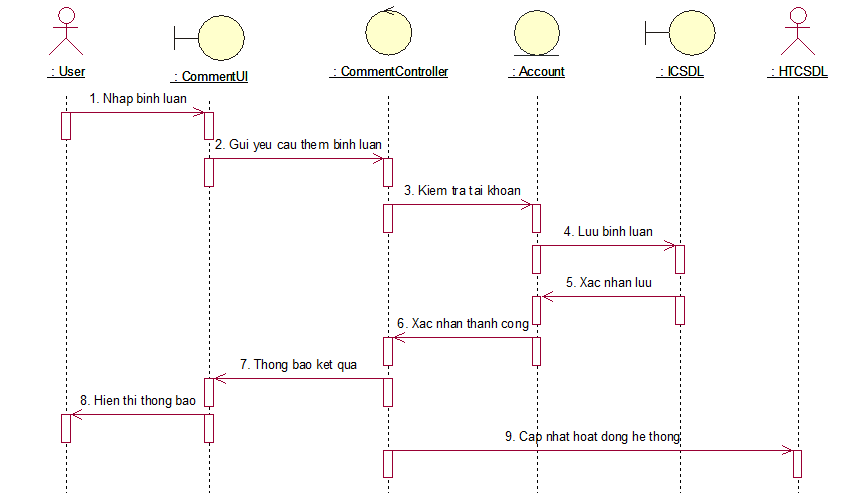 : User
: CommentUI
: CommentController
: Account
: ICSDL
: HTCSDL
1. Nhap binh luan
2. Gui yeu cau them binh luan
3. Kiem tra tai khoan
4. Luu binh luan
5. Xac nhan luu
6. Xac nhan thanh cong
7. Thong bao ket qua
8. Hien thi thong bao
9. Cap nhat hoat dong he thong